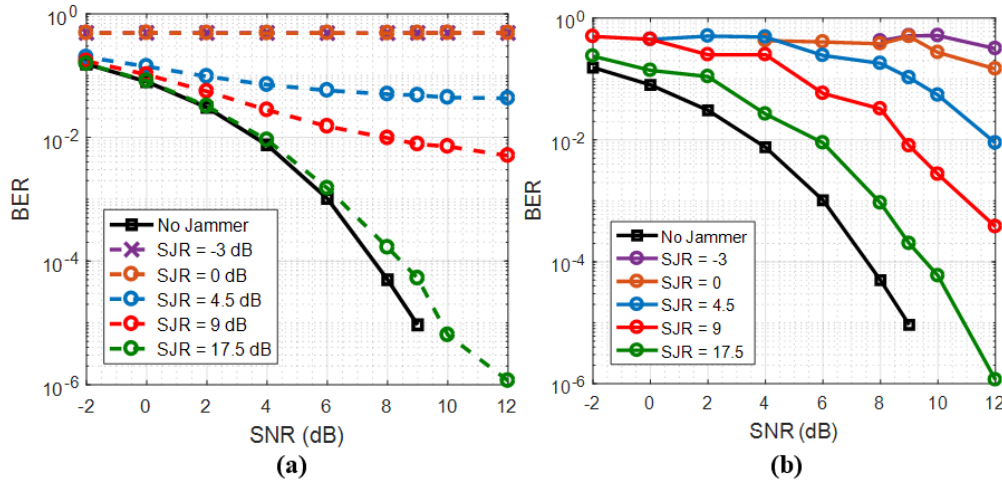 10^0
10^-2
10^-4
10^-6
BER
No Jammer
SJR = -3 dB
SJR = 0 dB
SJR = 4.5 dB
SJR = 9 dB
SJR = 17.5 dB
-2 0 2 4 6 8 10 12
SNR (dB)
(a)
10^0
10^-2
10^-4
10^-6
BER
No Jammer
SJR = -3
SJR = 0
SJR = 4.5
SJR = 9
SJR = 17.5
-2 0 2 4 6 8 10 12
SNR (dB)
(b)